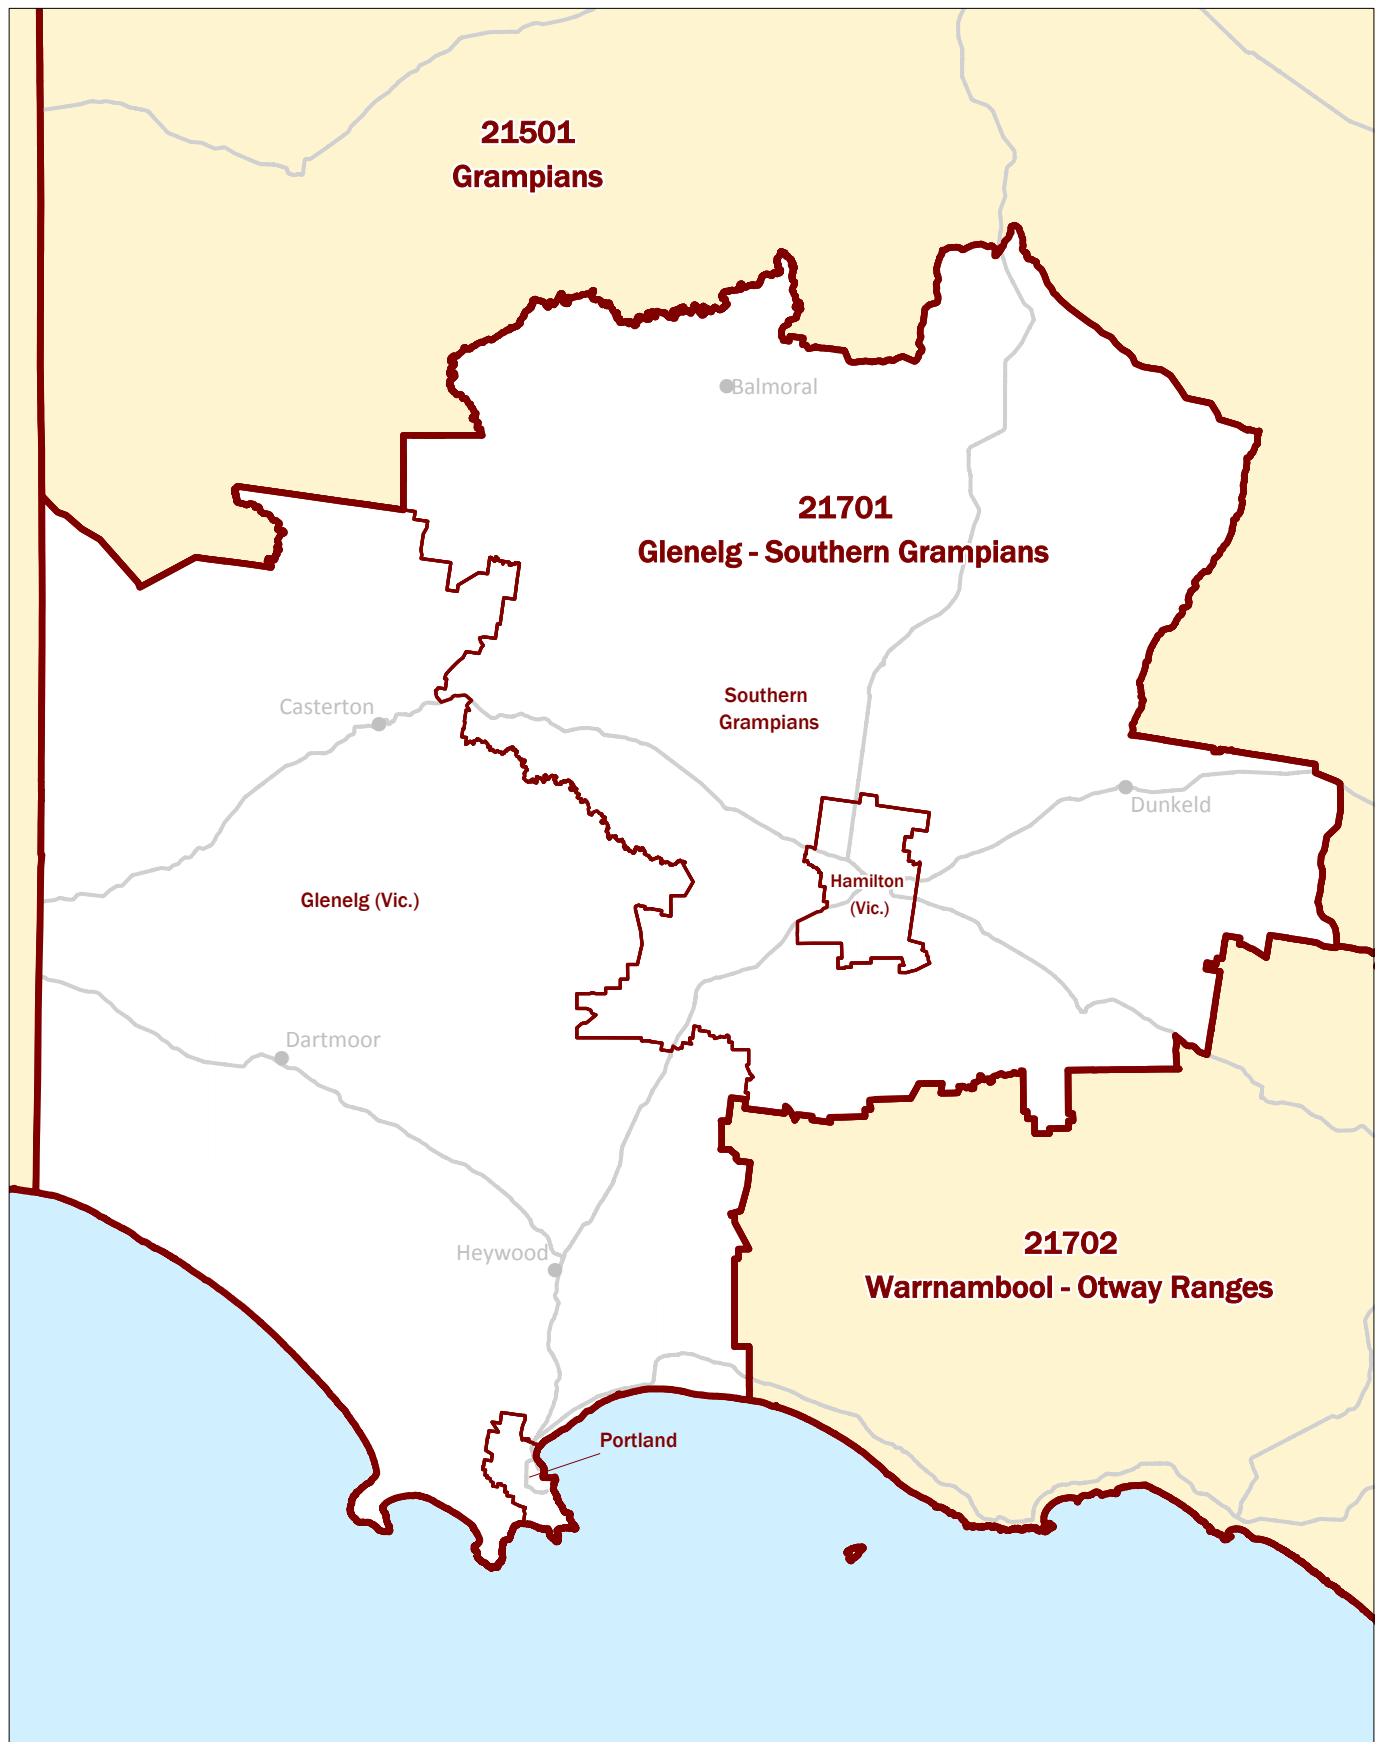 21501
Grampians
Balmoral
21701
Glenelg - Southern Grampians
Southern
Grampians
Casterton
Dunkeld
Hamilton
(Vic.)
Glenelg (Vic.)
Dartmoor
Heywood
21702
Warrnambool - Otway Ranges
Portland